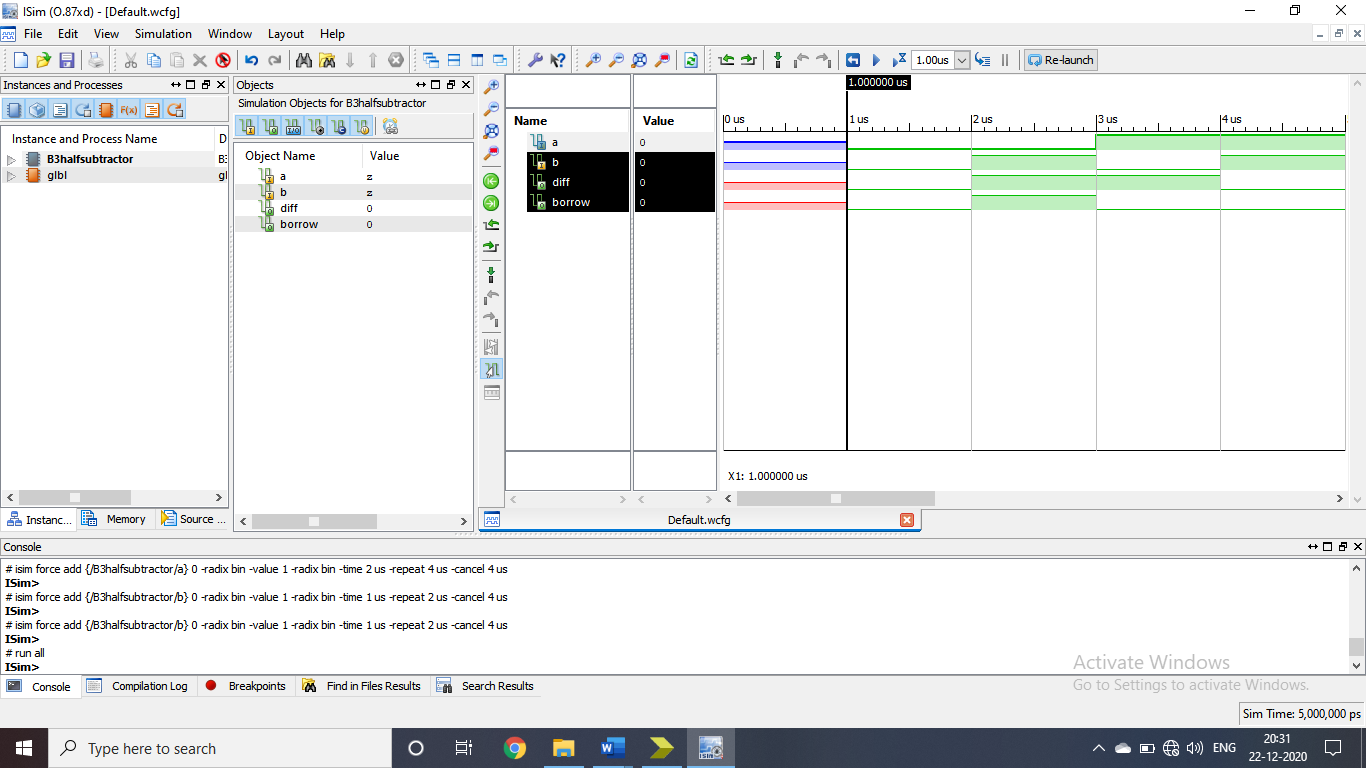 ISim (O.87xd) - [Default.wcfg]
File Edit View Simulation Window Layout Help
1.00us Re-launch
Instances and Processes
Objects
Simulation Objects for B3halfsubtractor
Instance and Process Name D
B3halfsubtractor B3
glbl gl
Object Name Value
a z
b z
diff 0
borrow 0
Name Value
a 0
b 0
diff 0
borrow 0
1.000000 us
0 us 1 us 2 us 3 us 4 us
X1: 1.000000 us
Instanc... Memory Source ...
Default.wcfg
Console
# isim force add {/B3halfsubtractor/a} 0 -radix bin -value 1 -radix bin -time 2 us -repeat 4 us -cancel 4 us
ISim>
# isim force add {/B3halfsubtractor/b} 0 -radix bin -value 1 -radix bin -time 1 us -repeat 2 us -cancel 4 us
ISim>
# isim force add {/B3halfsubtractor/b} 0 -radix bin -value 1 -radix bin -time 1 us -repeat 2 us -cancel 4 us
ISim>
# run all
ISim>
Activate Windows
Go to Settings to activate Windows.
Console Compilation Log Breakpoints Find in Files Results Search Results
Sim Time: 5,000,000 ps
Type here to search
ENG
20:31
22-12-2020